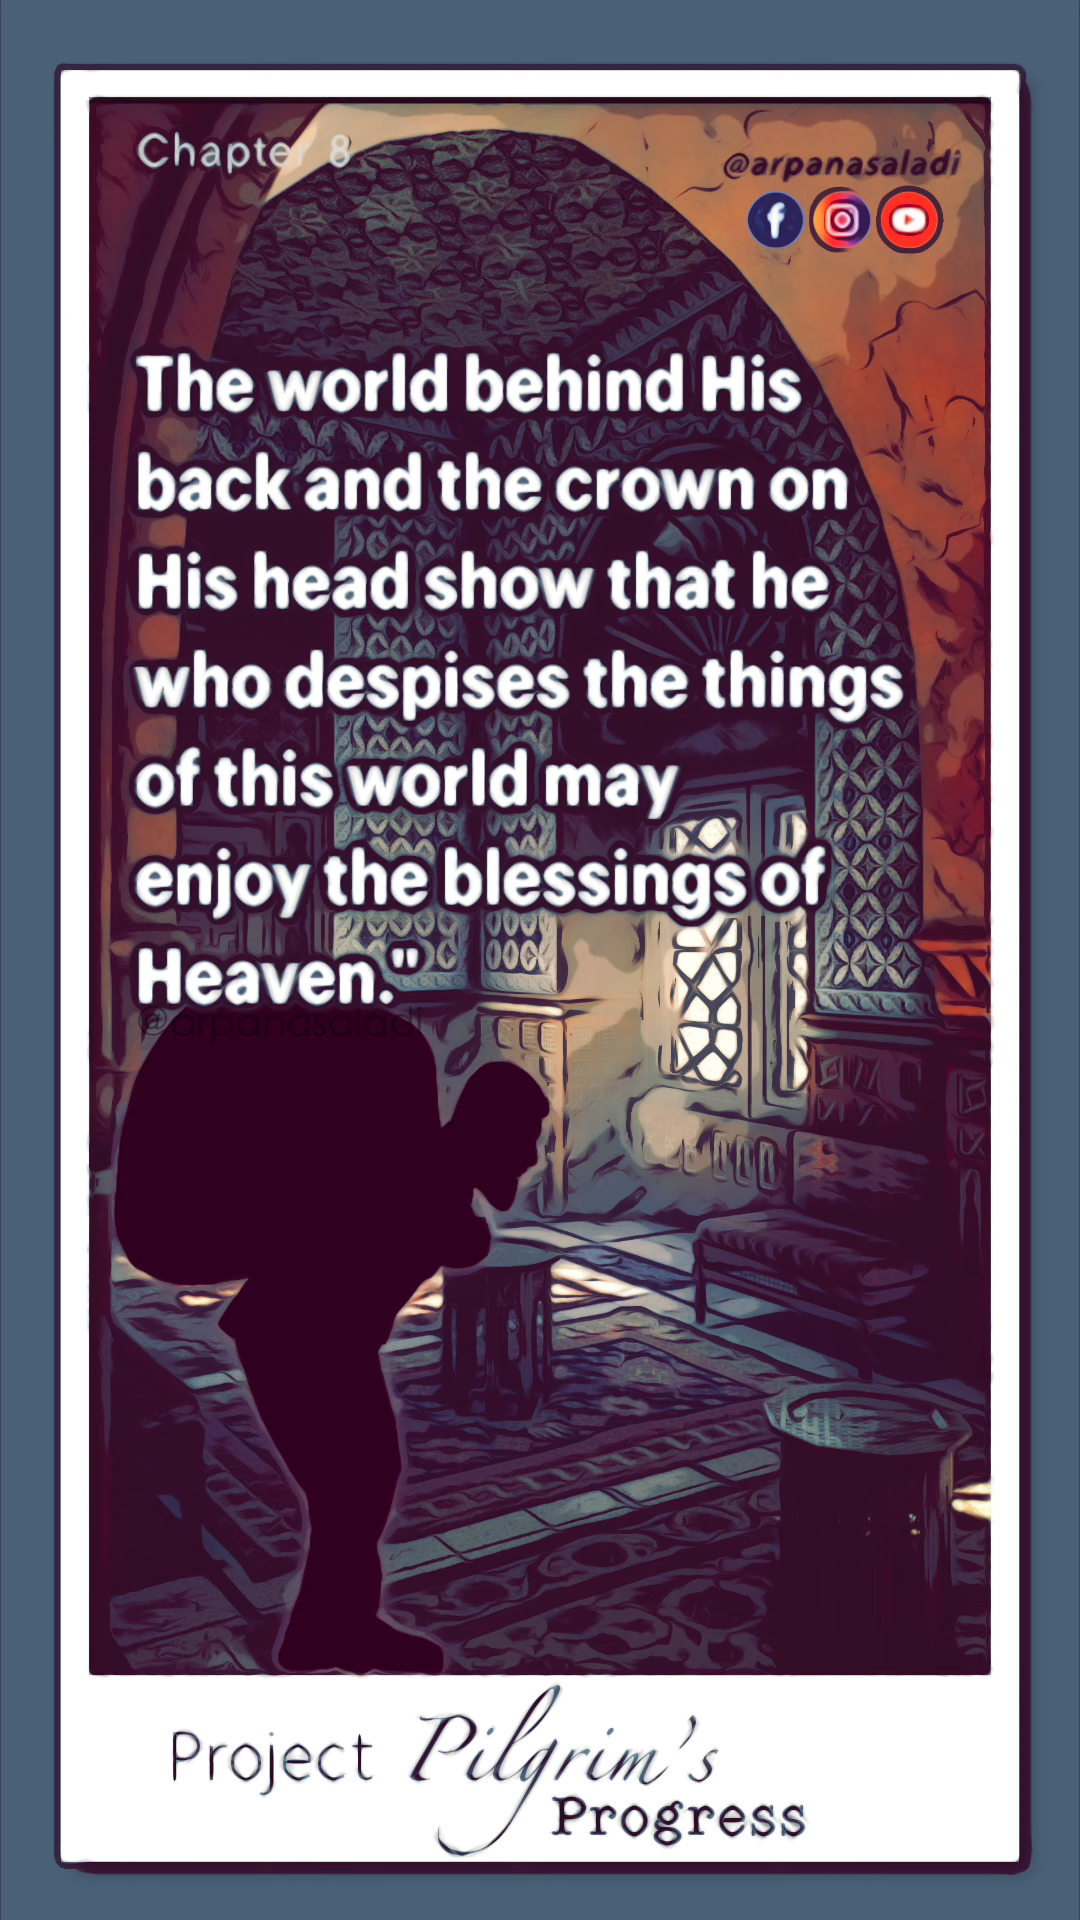 Chapter 8
@arpanasaladi
The world behind His
back and the crown on
His head show that he
who despises the things
of this world may
enjoy the blessings of
Heaven."
@arpanasaladi
Project Pilgrim's
Progress